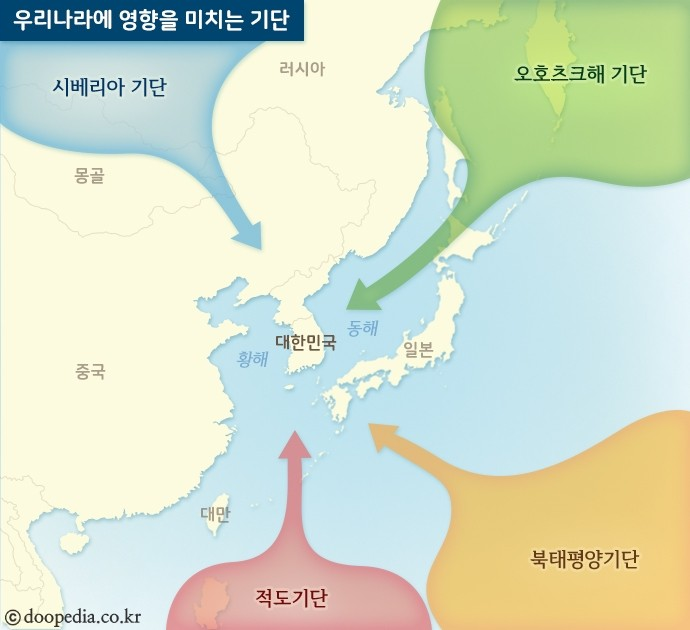 우리나라에 영향을 미치는 기단
러시아
시베리아 기단
오호츠크해 기단
몽골
동해
대한민국
일본
황해
중국
대만
북태평양기단
적도기단
© doopedia.co.kr